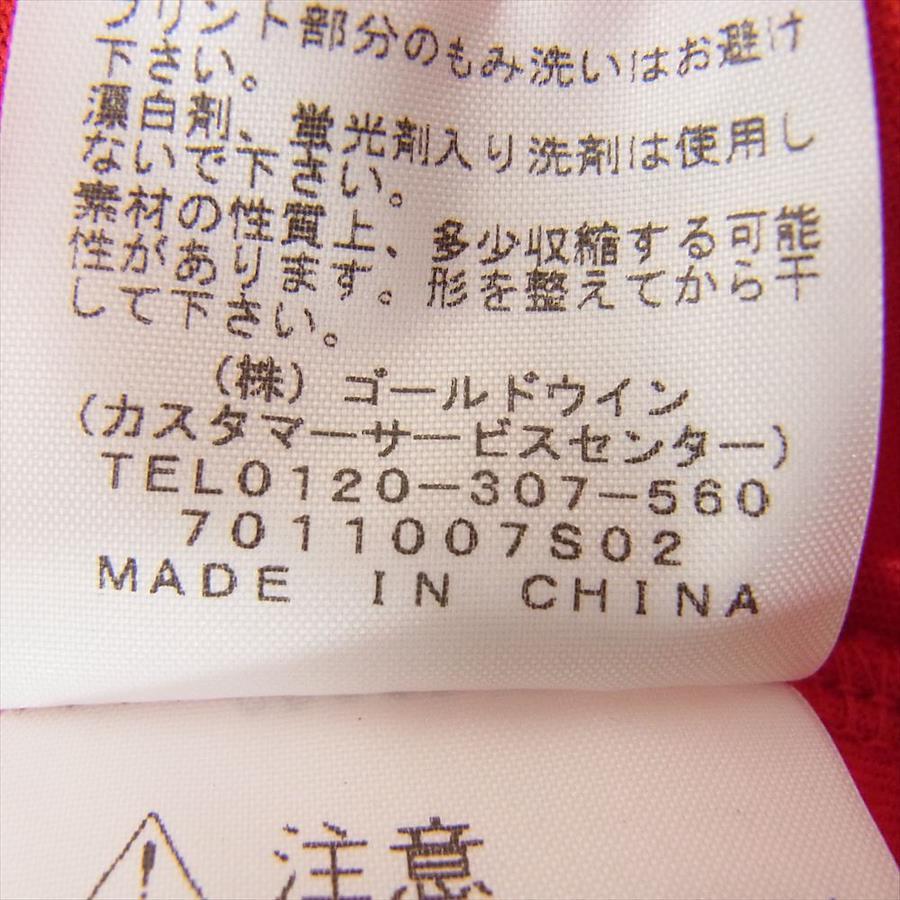 プリント部分のもみ洗いはお避け
下さい。
漂白剤、蛍光剤入り洗剤は使用し
ないで下さい。
素材の性質上、多少収縮する可能
性があります。形を整えてから干
して下さい。
(株) ゴールドウイン
(カスタマーサービスセンター)
TEL0120-307-560
7011007S02
MADE IN CHINA
注意